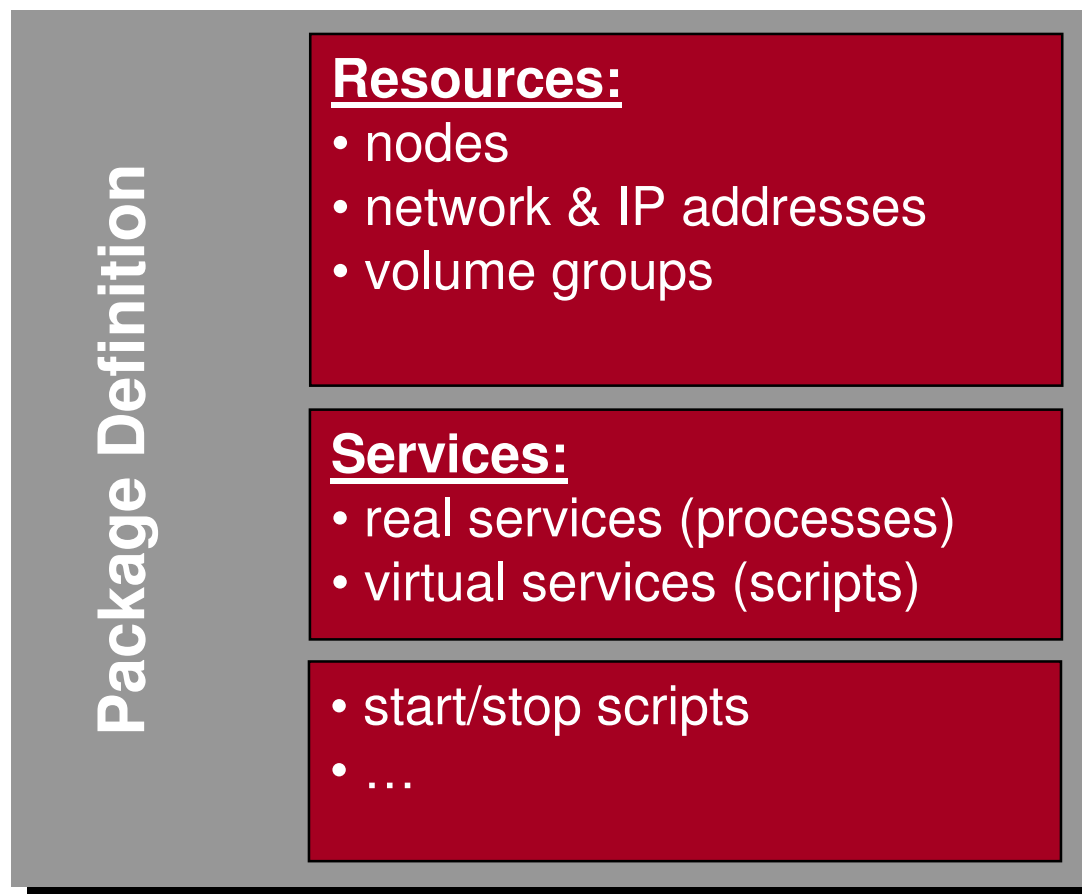 Package Definition
Resources:
• nodes
• network & IP addresses
• volume groups
Services:
• real services (processes)
• virtual services (scripts)
• start/stop scripts
• …